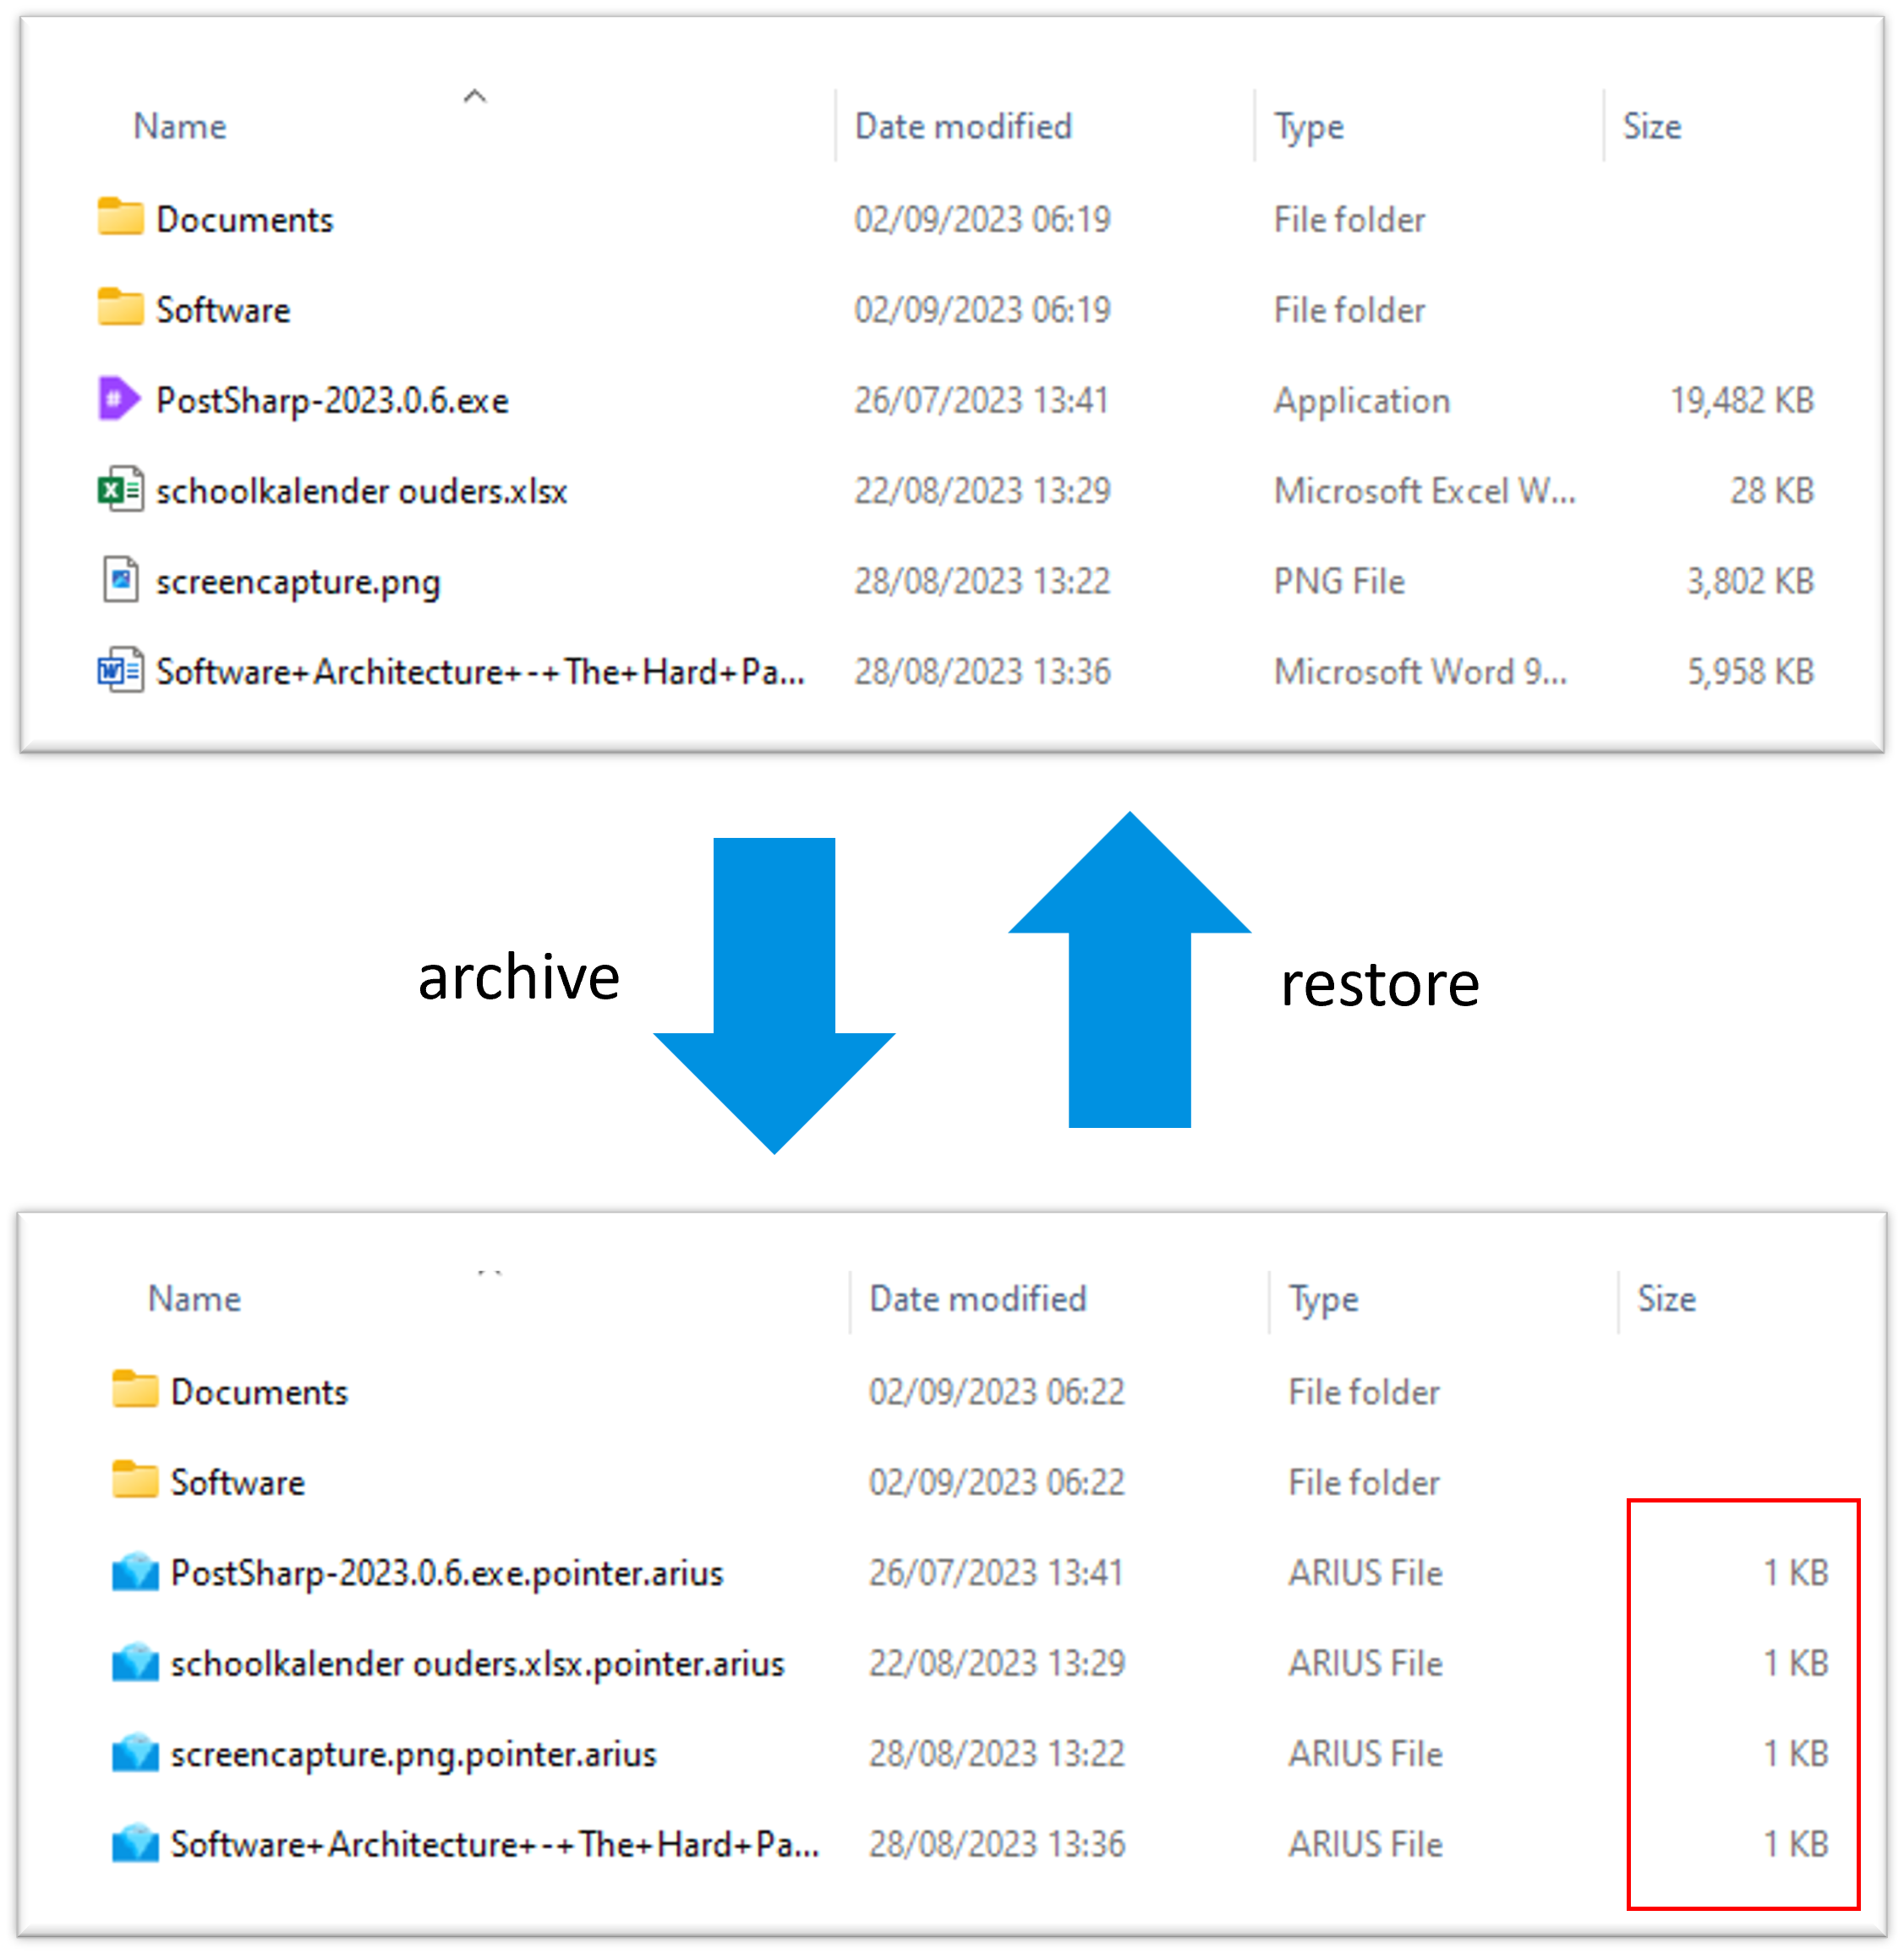 Name Date modified Type Size
Documents 02/09/2023 06:19 File folder
Software 02/09/2023 06:19 File folder
# PostSharp-2023.0.6.exe 26/07/2023 13:41 Application 19,482 KB
X schoolkalender ouders.xlsx 22/08/2023 13:29 Microsoft Excel W... 28 KB
screencapture.png 28/08/2023 13:22 PNG File 3,802 KB
W Software+Architecture+-+The+Hard+Pa... 28/08/2023 13:36 Microsoft Word 9... 5,958 KB
archive restore
Name Date modified Type Size
Documents 02/09/2023 06:22 File folder
Software 02/09/2023 06:22 File folder
PostSharp-2023.0.6.exe.pointer.arius 26/07/2023 13:41 ARIUS File 1 KB
schoolkalender ouders.xlsx.pointer.arius 22/08/2023 13:29 ARIUS File 1 KB
screencapture.png.pointer.arius 28/08/2023 13:22 ARIUS File 1 KB
Software+Architecture+-+The+Hard+Pa... 28/08/2023 13:36 ARIUS File 1 KB